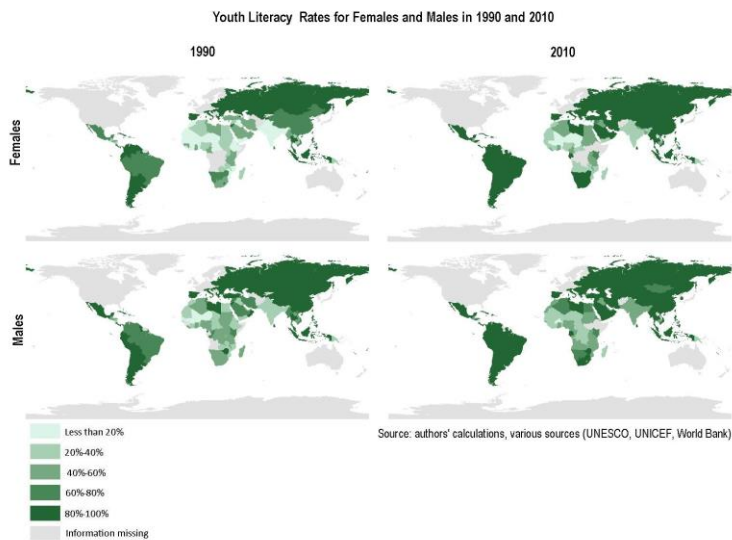 Youth Literacy Rates for Females and Males in 1990 and 2010
1990
2010
Females
Males
Less than 20%
20%-40%
40%-60%
60%-80%
80%-100%
Information missing
Source: authors' calculations, various sources (UNESCO, UNICEF, World Bank)